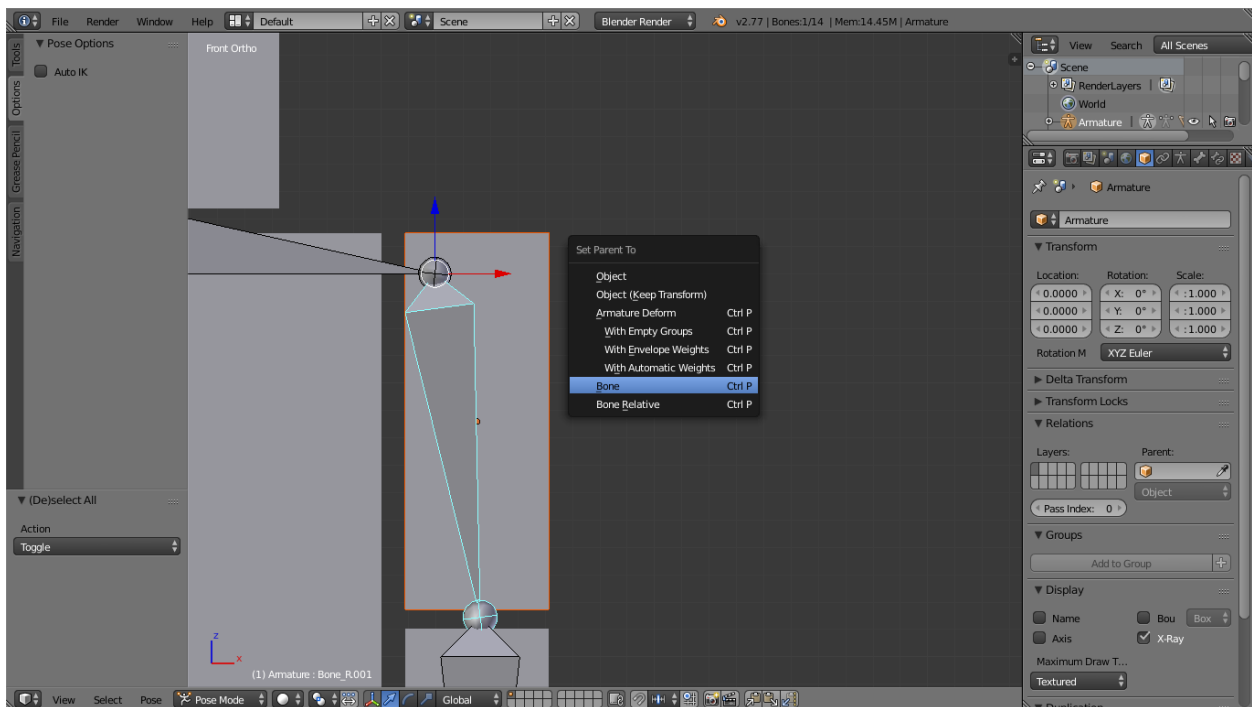 File Render Window Help Default Scene Blender Render v2.77 | Bones:1/14 | Mem:14.45M | Armature
Tools
Options
Grease Pencil
Navigation
Pose Options
Auto IK
(De)select All
Action
Toggle
Front Ortho
Set Parent To
Object
Object (Keep Transform)
Armature Deform Ctrl P
With Empty Groups Ctrl P
With Envelope Weights Ctrl P
With Automatic Weights Ctrl P
Bone Ctrl P
Bone Relative Ctrl P
z
x
(1) Armature : Bone_R.001
View Select Pose Pose Mode Global
View Search All Scenes
Scene
RenderLayers |
World
Armature |
Armature
Armature
Transform
Location: Rotation: Scale:
0.0000 X: 0° : 1.000
0.0000 Y: 0° : 1.000
0.0000 Z: 0° : 1.000
Rotation M XYZ Euler
Delta Transform
Transform Locks
Relations
Layers: Parent:
Object
Pass Index: 0
Groups
Add to Group
Display
Name Bou Box
Axis X-Ray
Maximum Draw T...
Textured